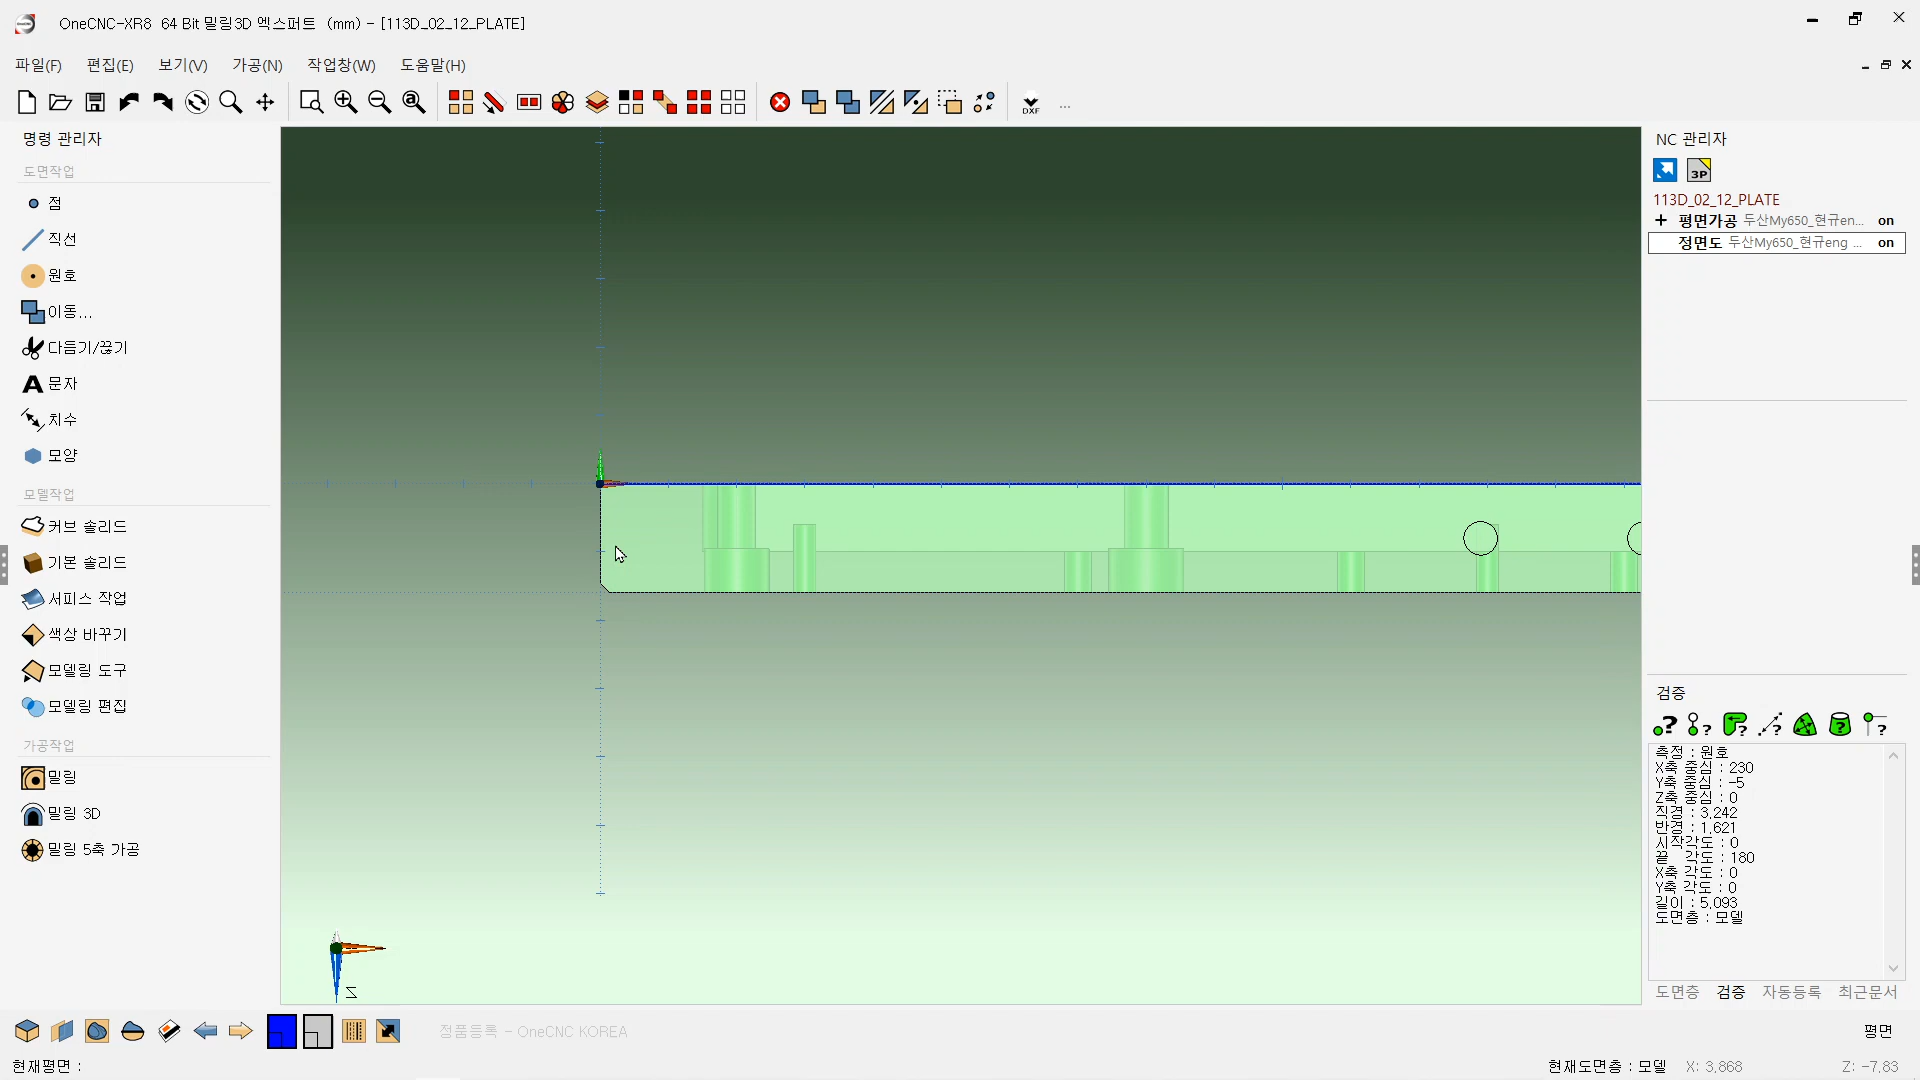 OneCNC-XR8 64 Bit 밀링3D 엑스퍼트 (mm) - [113D_02_12_PLATE]
파일(F) 편집(E) 보기(V) 가공(N) 작업창(W) 도움말(H)
DXF
...
명령 관리자
도면작업
점
직선
원호
이동...
다듬기/끊기
A 문자
치수
모양
모델작업
커브 솔리드
기본 솔리드
서피스 작업
색상 바꾸기
모델링 도구
모델링 편집
가공작업
밀링
밀링 3D
밀링 5축 가공
Z
NC 관리자
3P
113D_02_12_PLATE
+ 평면가공 두산My650_현규en... on
정면도 두산My650_현규eng ... on
검증
측정 : 원호
X축 중심 : 230
Y축 중심 : -5
Z축 중심 : 0
직경 : 3,242
반경 : 1,621
시작각도 : 0
끝 각도 : 180
X축 각도 : 0
Y축 각도 : 0
길이 : 5,093
도면층 : 모델
도면층 검증 자동등록 최근문서
정품등록 - OneCNC KOREA
평면
현재평면 :
현재도면층 : 모델 X: 3,868 Z: -7,83